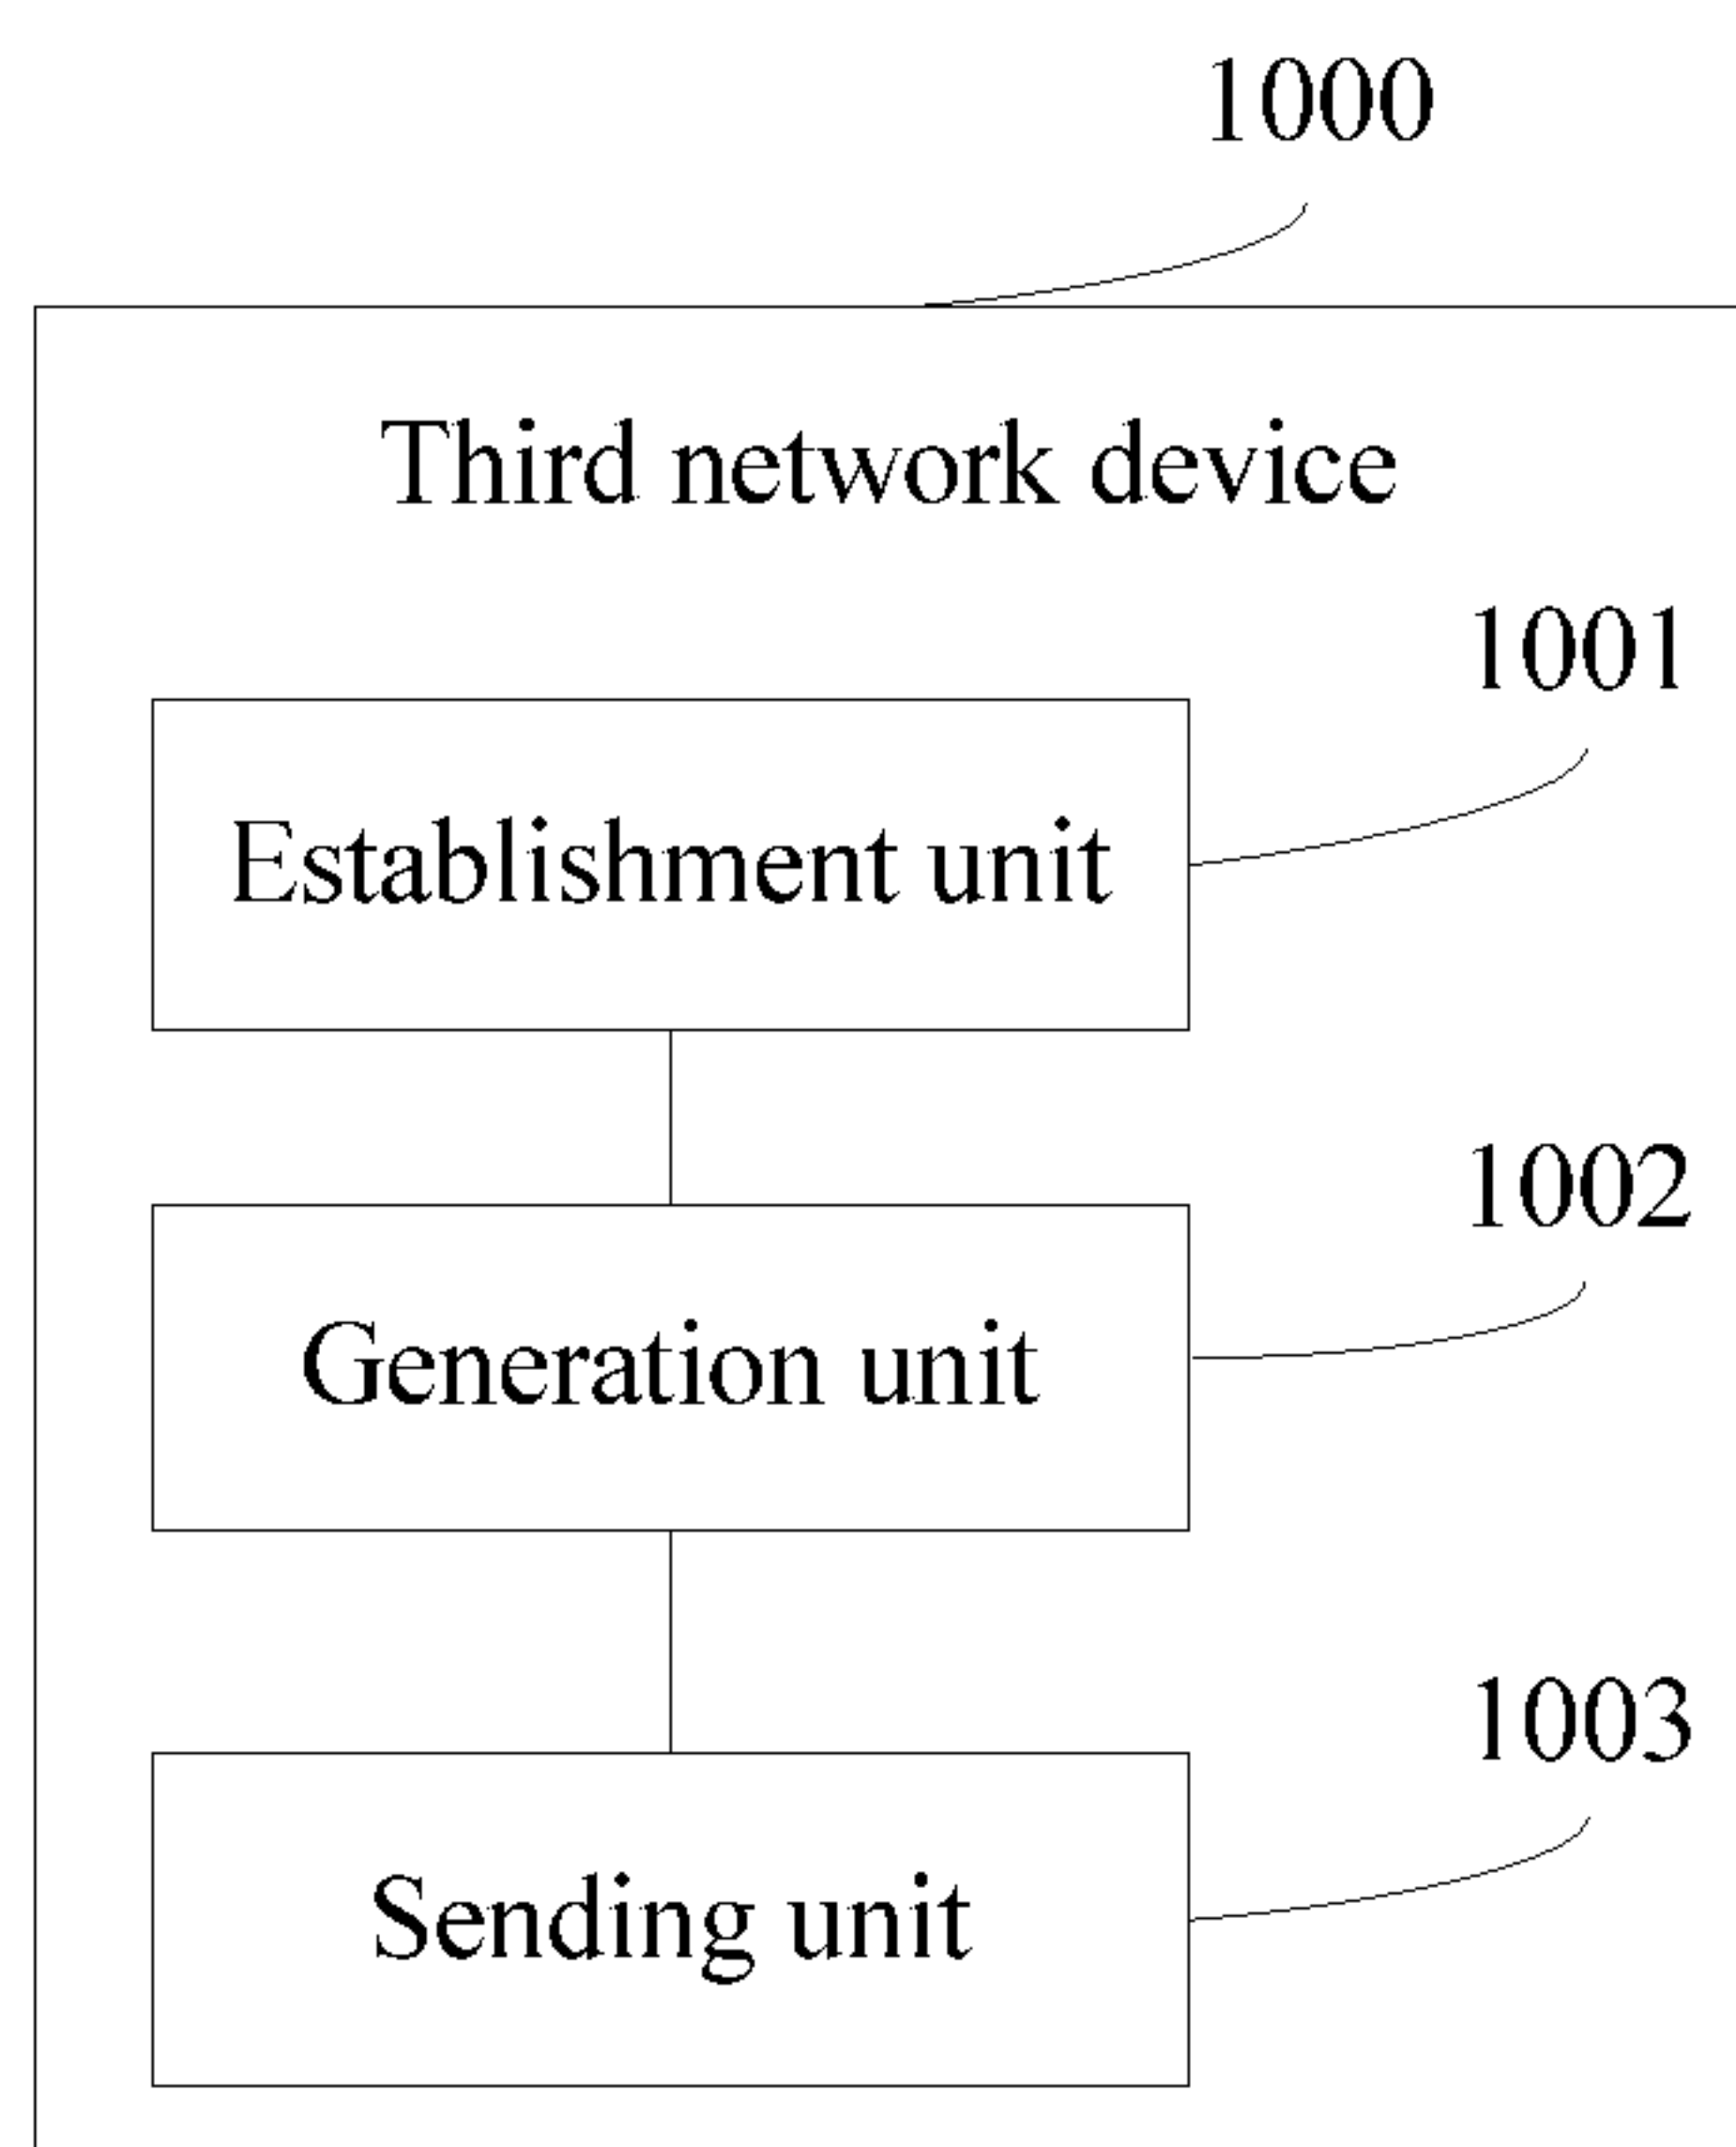 1000
Third network device
1001
Establishment unit
1002
Generation unit
1003
Sending unit